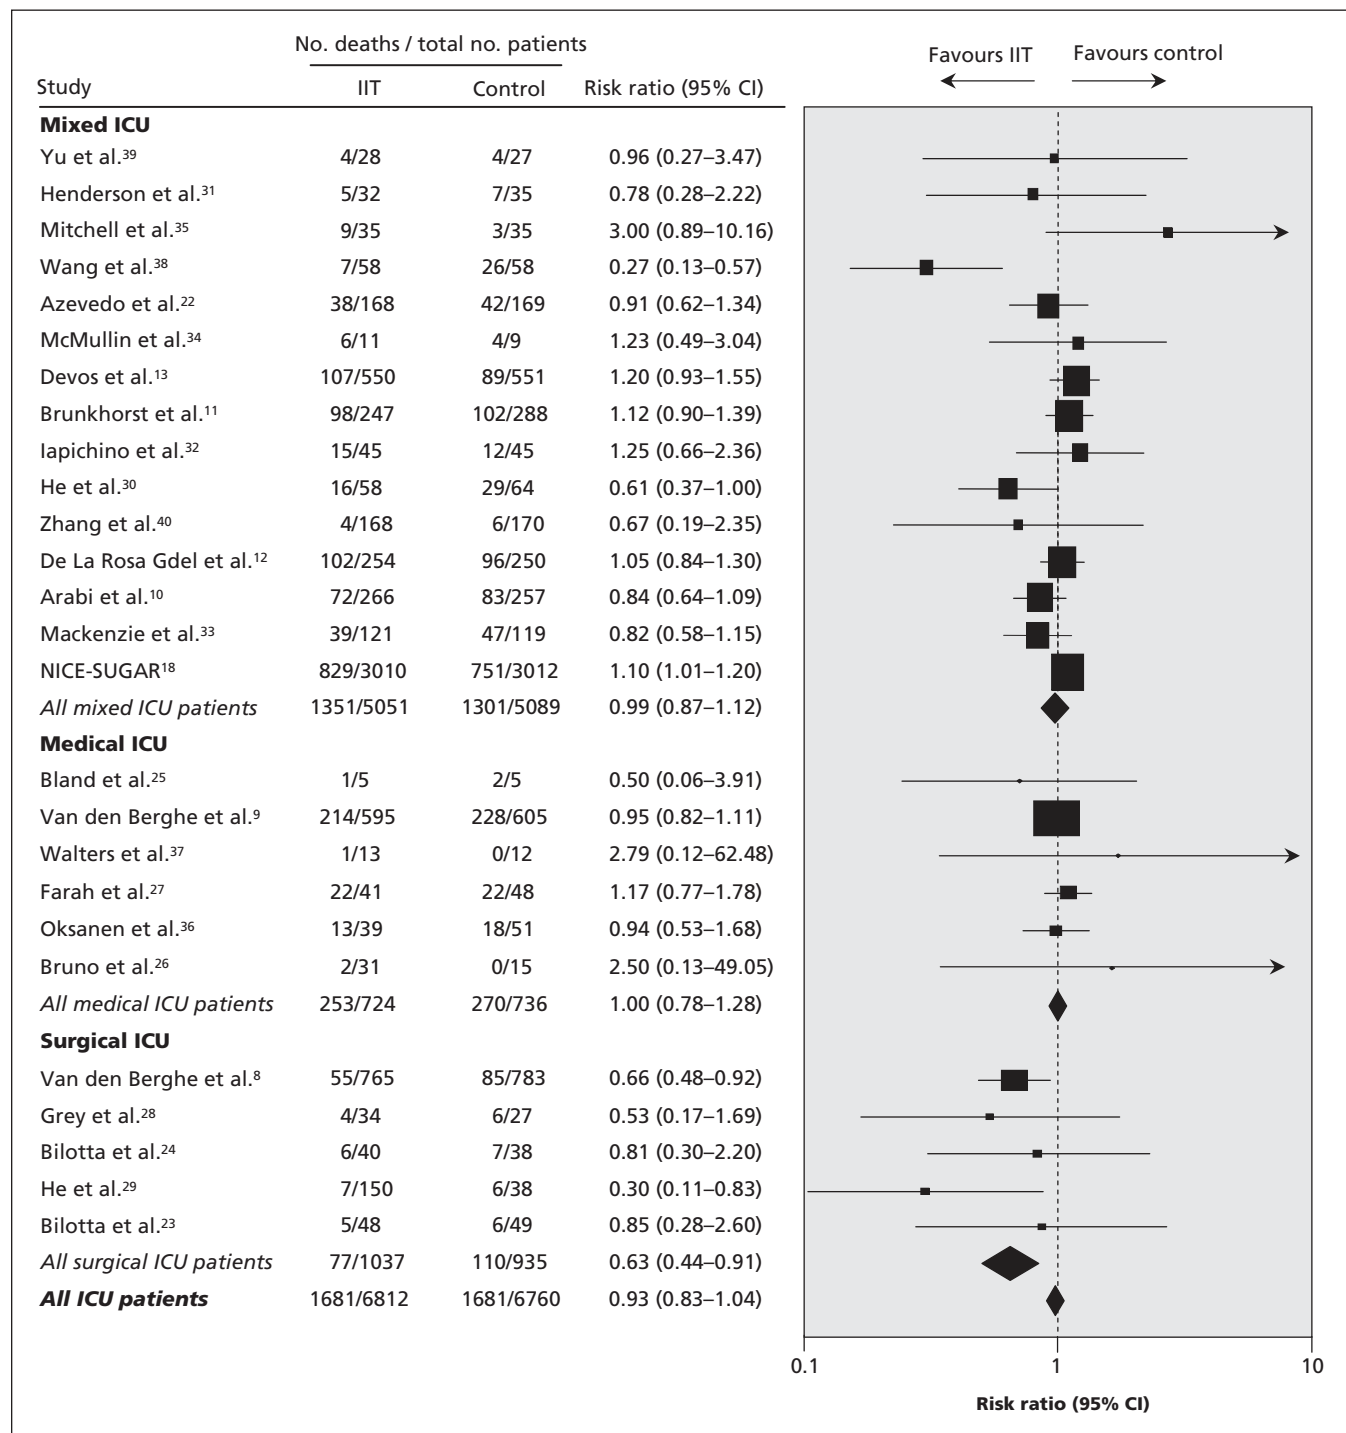 No. deaths / total no. patients
Favours IIT Favours control
Study IIT Control Risk ratio (95% CI)
Mixed ICU
Yu et al.³⁹ 4/28 4/27 0.96 (0.27–3.47)
Henderson et al.³¹ 5/32 7/35 0.78 (0.28–2.22)
Mitchell et al.³⁵ 9/35 3/35 3.00 (0.89–10.16)
Wang et al.³⁸ 7/58 26/58 0.27 (0.13–0.57)
Azevedo et al.²² 38/168 42/169 0.91 (0.62–1.34)
McMullin et al.³⁴ 6/11 4/9 1.23 (0.49–3.04)
Devos et al.¹³ 107/550 89/551 1.20 (0.93–1.55)
Brunkhorst et al.¹¹ 98/247 102/288 1.12 (0.90–1.39)
Iapichino et al.³² 15/45 12/45 1.25 (0.66–2.36)
He et al.³⁰ 16/58 29/64 0.61 (0.37–1.00)
Zhang et al.⁴⁰ 4/168 6/170 0.67 (0.19–2.35)
De La Rosa Gdel et al.¹² 102/254 96/250 1.05 (0.84–1.30)
Arabi et al.¹⁰ 72/266 83/257 0.84 (0.64–1.09)
Mackenzie et al.³³ 39/121 47/119 0.82 (0.58–1.15)
NICE-SUGAR¹⁸ 829/3010 751/3012 1.10 (1.01–1.20)
All mixed ICU patients 1351/5051 1301/5089 0.99 (0.87–1.12)
Medical ICU
Bland et al.²⁵ 1/5 2/5 0.50 (0.06–3.91)
Van den Berghe et al.⁹ 214/595 228/605 0.95 (0.82–1.11)
Walters et al.³⁷ 1/13 0/12 2.79 (0.12–62.48)
Farah et al.²⁷ 22/41 22/48 1.17 (0.77–1.78)
Oksanen et al.³⁶ 13/39 18/51 0.94 (0.53–1.68)
Bruno et al.²⁶ 2/31 0/15 2.50 (0.13–49.05)
All medical ICU patients 253/724 270/736 1.00 (0.78–1.28)
Surgical ICU
Van den Berghe et al.⁸ 55/765 85/783 0.66 (0.48–0.92)
Grey et al.²⁸ 4/34 6/27 0.53 (0.17–1.69)
Bilotta et al.²⁴ 6/40 7/38 0.81 (0.30–2.20)
He et al.²⁹ 7/150 6/38 0.30 (0.11–0.83)
Bilotta et al.²³ 5/48 6/49 0.85 (0.28–2.60)
All surgical ICU patients 77/1037 110/935 0.63 (0.44–0.91)
All ICU patients 1681/6812 1681/6760 0.93 (0.83–1.04)
0.1 1 10
Risk ratio (95% CI)